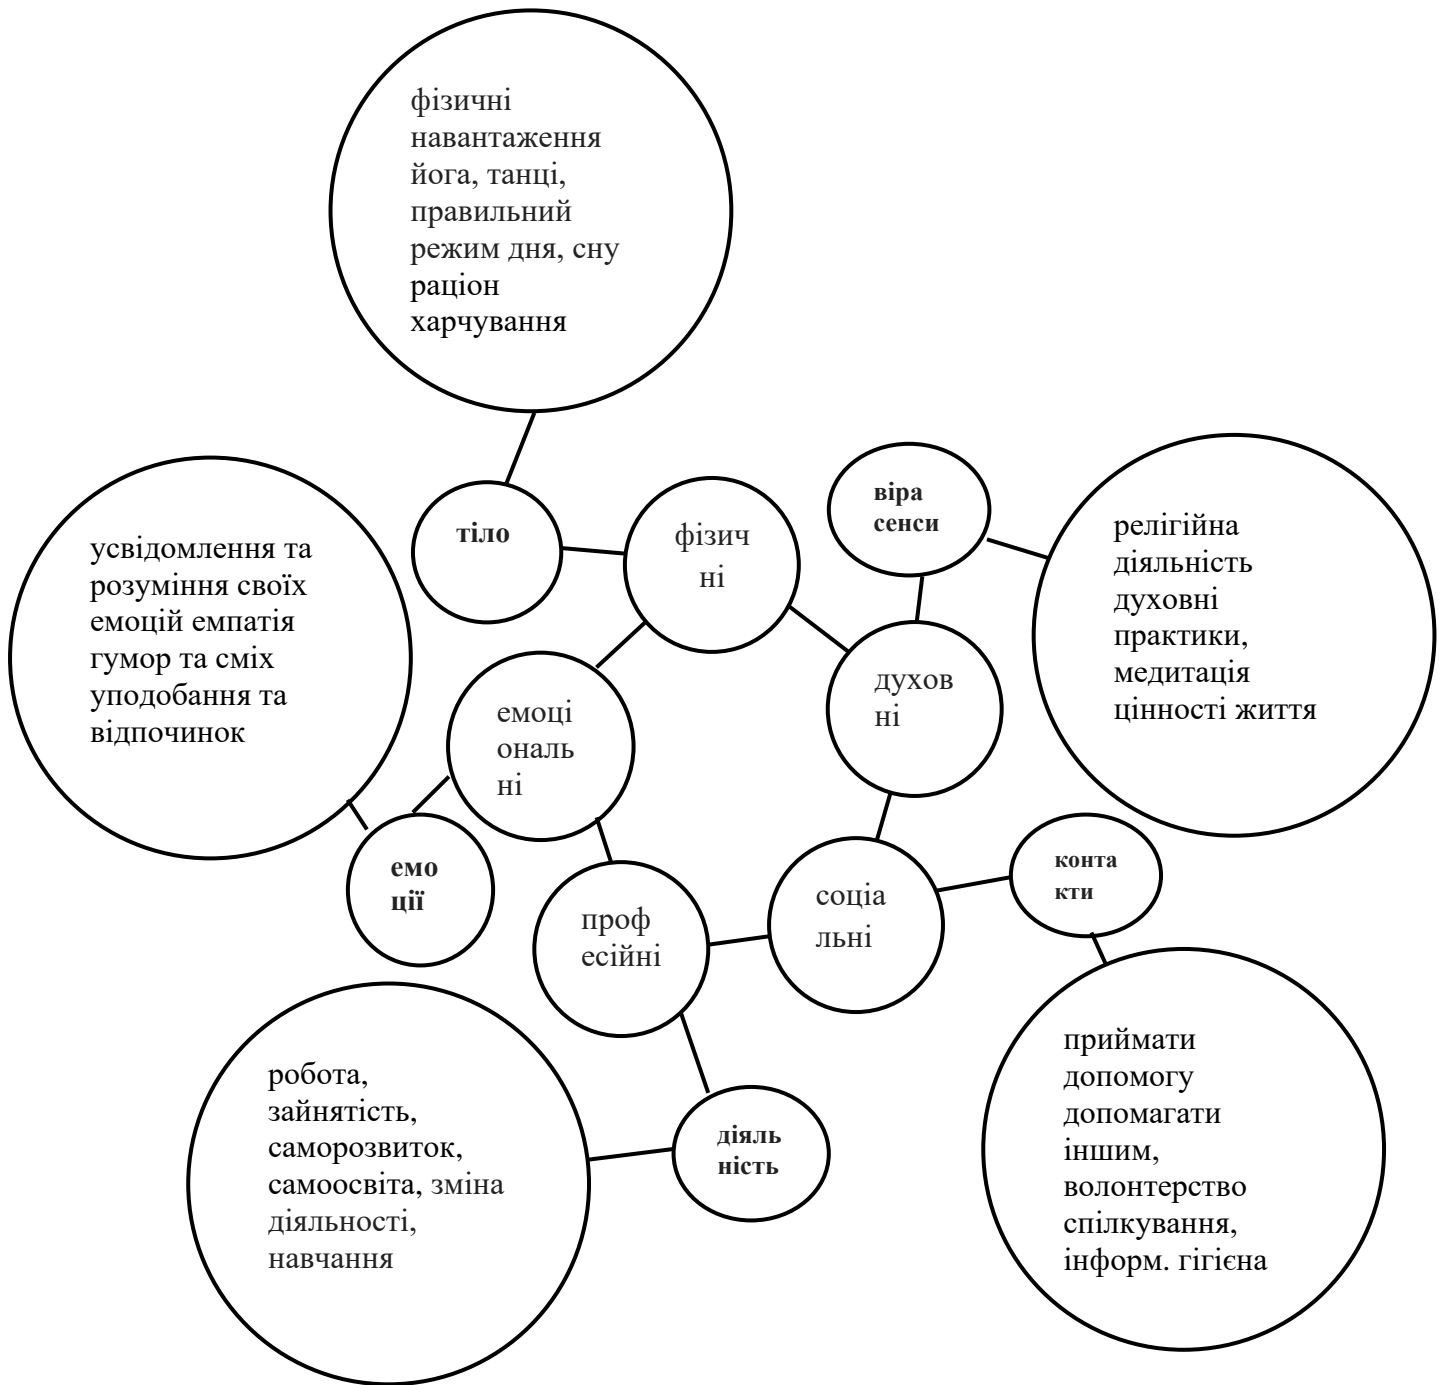 фізичні
навантаження
йога, танці,
правильний
режим дня, сну
раціон
харчування
тіло
фізич
ні
віра
сенси
релігійна
діяльність
духовні
практики,
медитація
цінності життя
усвідомлення та
розуміння своїх
емоцій емпатія
гумор та сміх
уподобання та
відпочинок
емоці
ональ
ні
духов
ні
емо
ції
проф
есійні
соціа
льні
конта
кти
робота,
зайнятість,
саморозвиток,
самоосвіта, зміна
діяльності,
навчання
діяль
ність
приймати
допомогу
допомагати
іншим,
волонтерство
спілкування,
інформ. гігієна